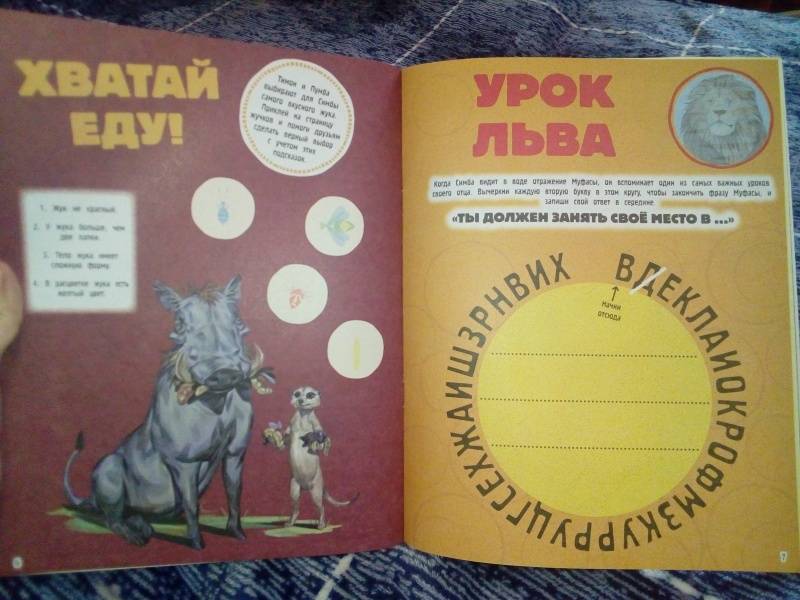 ХВАТАЙ
ЕДУ!
Тимон и Пумба
выбирают для Симбы
самого вкусного жука.
Приклей на страницу
жучков и помоги друзьям
сделать верный выбор
с учетом этих
подсказок.
1. Жук не красный.
2. У жука больше, чем
две лапки.
3. Тело жука имеет
сложную форму.
4. В расцветке жука есть
желтый цвет.
6
УРОК
ЛЬВА
Когда Симба видит в воде отражение Муфасы, он вспоминает один из самых важных уроков
своего отца. Вычеркни каждую вторую букву в этом кругу, чтобы закончить фразу Муфасы, и
запиши свой ответ в середине.
«ТЫ ДОЛЖЕН ЗАНЯТЬ СВОЁ МЕСТО В ...»
ВДЕКЛАИОКРОФМЗКУРРУЦГСЕХЖАИШЗРНВИХ
начни
отсюда
7